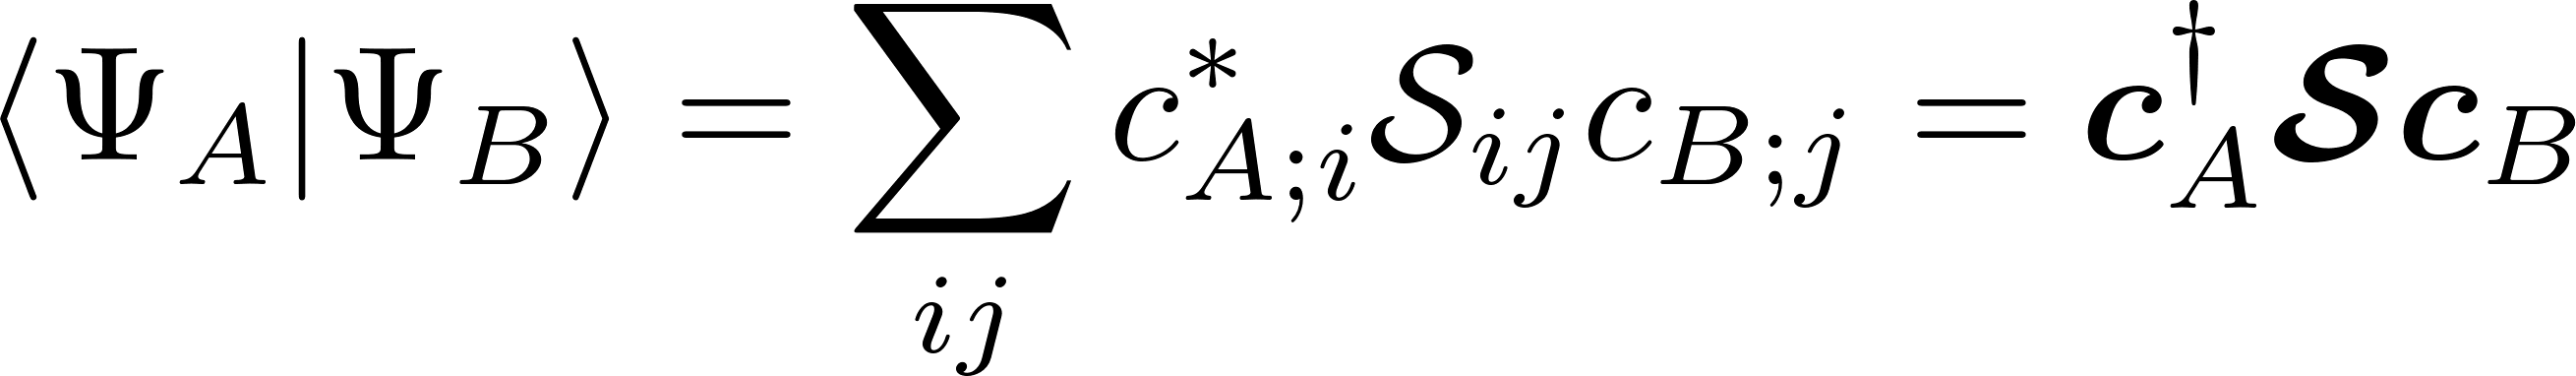 ⟨Ψ_A|Ψ_B⟩ = ∑_{ij} c^*_{A;i} 𝒮_{ij} c_{B;j} = 𝒄^†_A 𝓢 𝒄_B